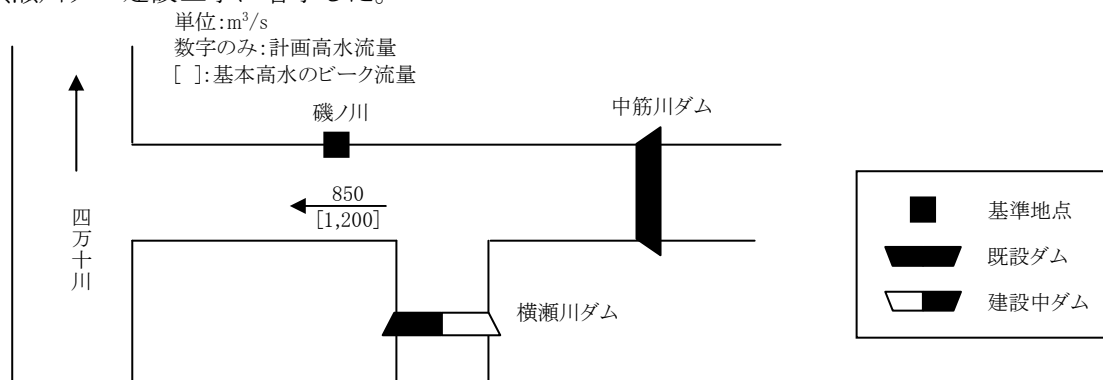 単位:m³/s
数字のみ:計画高水流量
[ ]:基本高水のピーク流量
磯ノ川
中筋川ダム
850
[1,200]
四万十川
横瀬川ダム
基準地点
既設ダム
建設中ダム